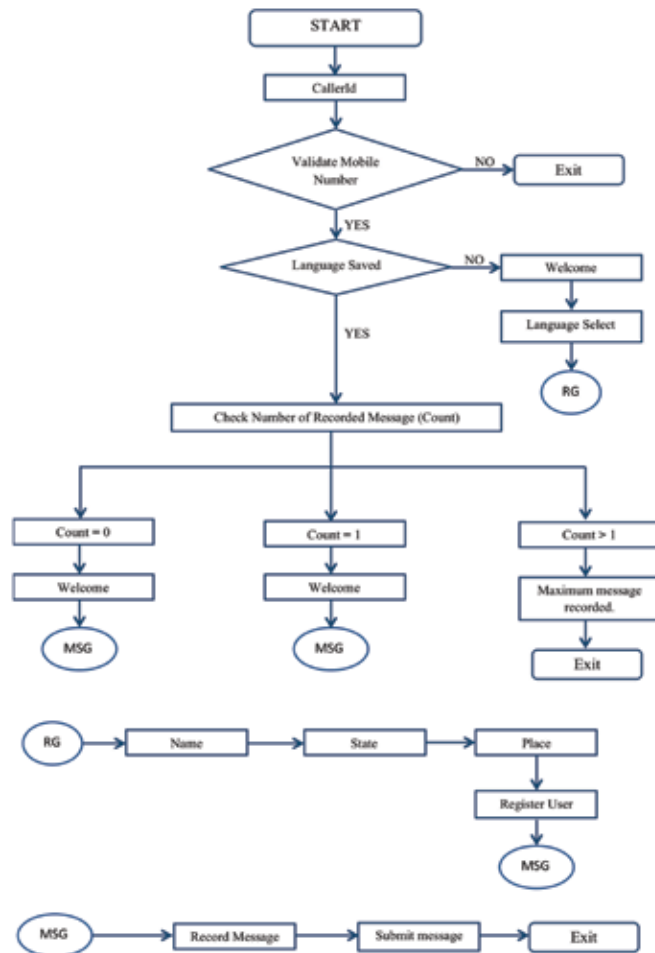 START
CallerId
Validate Mobile
Number
NO
Exit
YES
Language Saved
NO
Welcome
YES
Language Select
RG
Check Number of Recorded Message (Count)
Count = 0
Count = 1
Count > 1
Welcome
Welcome
Maximum message
recorded.
MSG
MSG
Exit
RG
Name
State
Place
Register User
MSG
MSG
Record Message
Submit message
Exit